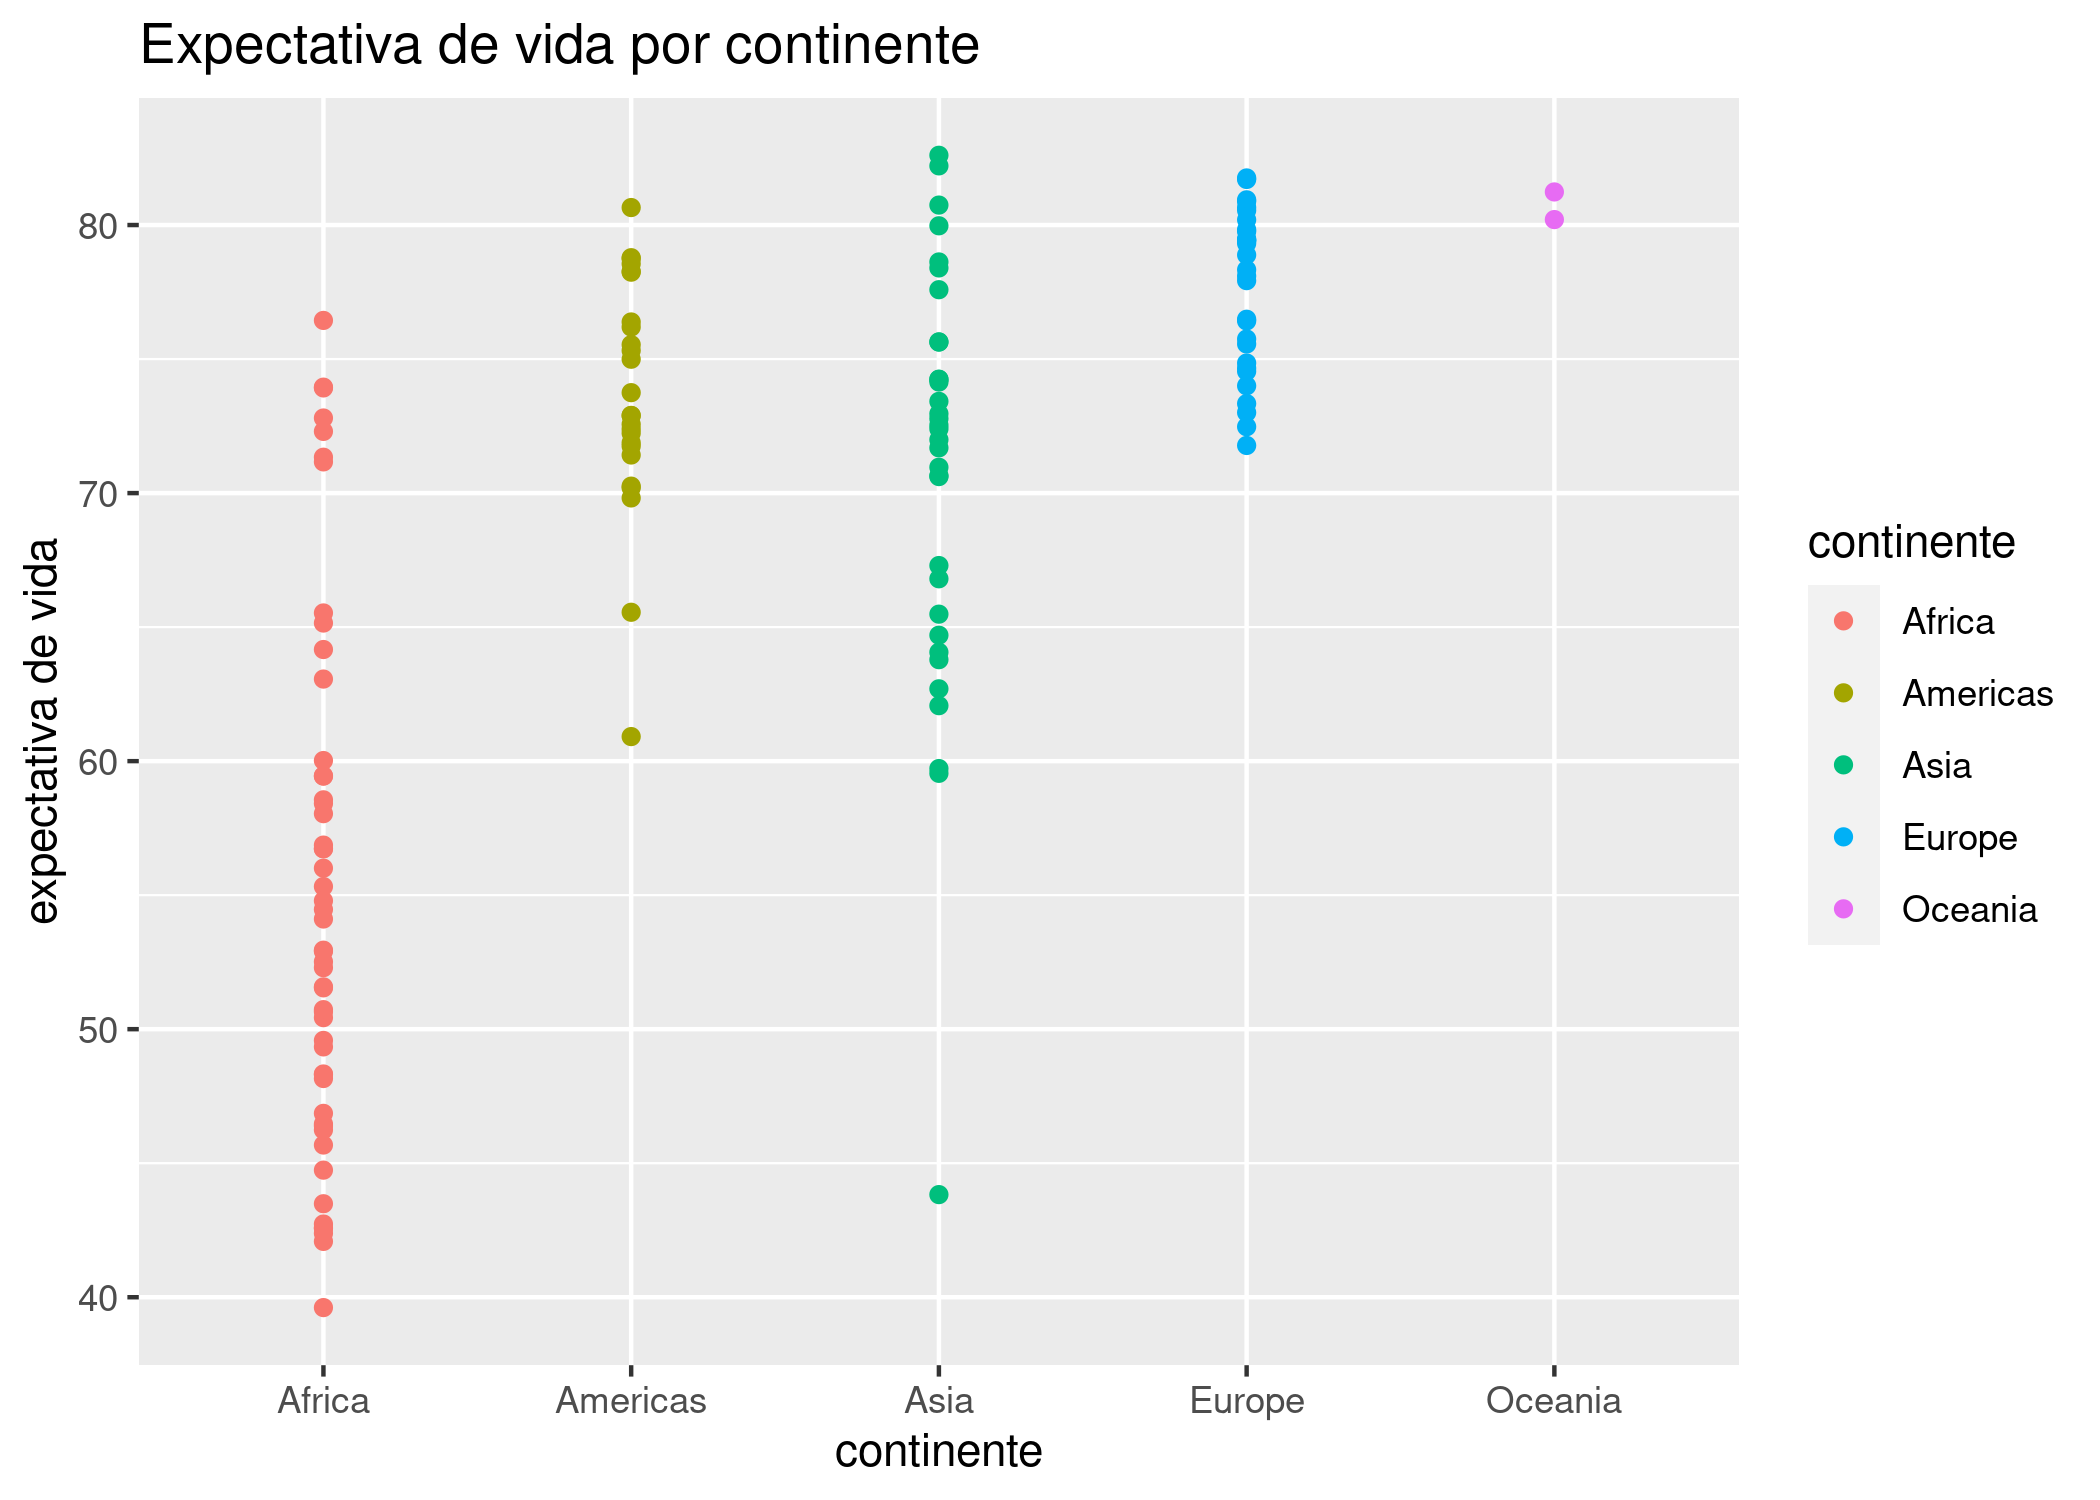 Expectativa de vida por continente
expectativa de vida
80
70
60
50
40
Africa
Americas
Asia
Europe
Oceania
continente
continente
Africa
Americas
Asia
Europe
Oceania